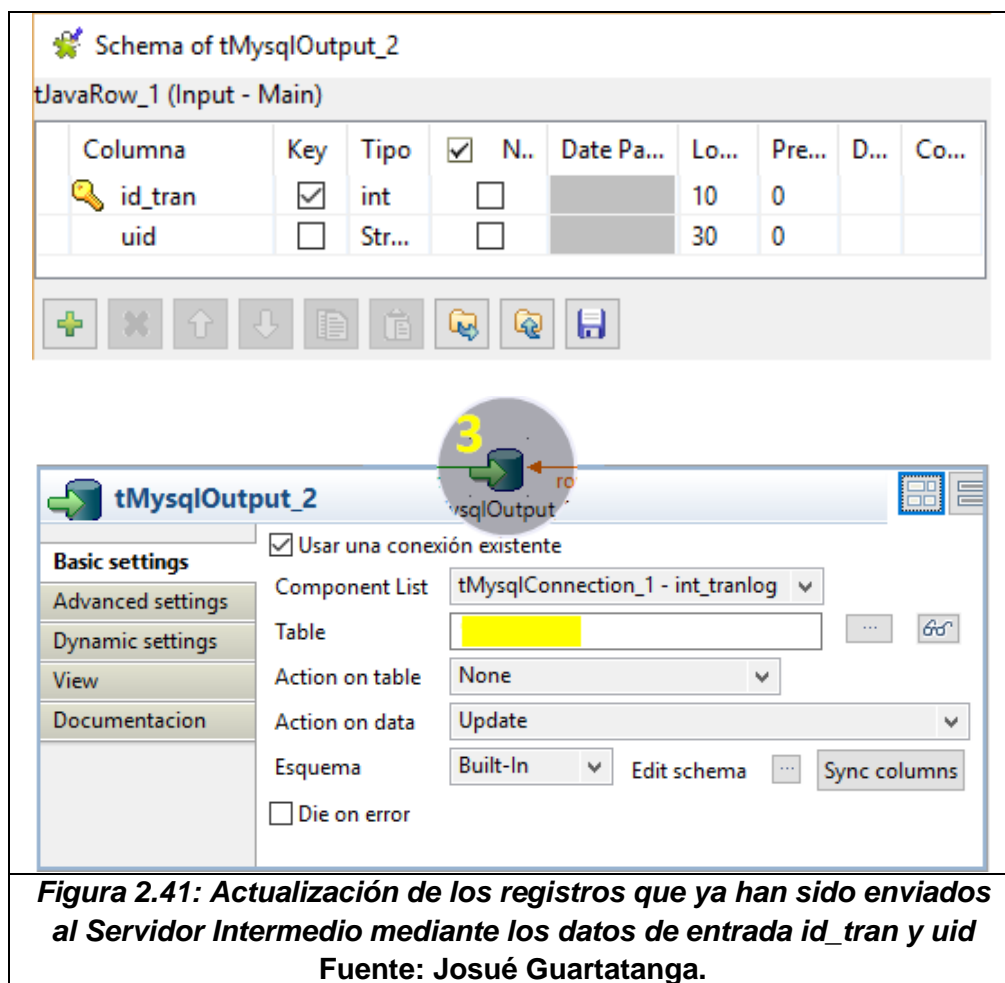 Schema of tMysqlOutput_2
tJavaRow_1 (Input - Main)
Columna Key Tipo N.. Date Pa... Lo... Pre... D... Co...
id_tran int 10 0
uid Str... 30 0
3
ro
tMysqlOutput_2
ysqlOutput
Usar una conexión existente
Basic settings
Component List tMysqlConnection_1 - int_tranlog
Advanced settings
Table ...
Dynamic settings
Action on table None
View
Action on data Update
Documentacion
Esquema Built-In Edit schema ... Sync columns
Die on error
Figura 2.41: Actualización de los registros que ya han sido enviados
al Servidor Intermedio mediante los datos de entrada id_tran y uid
Fuente: Josué Guartatanga.